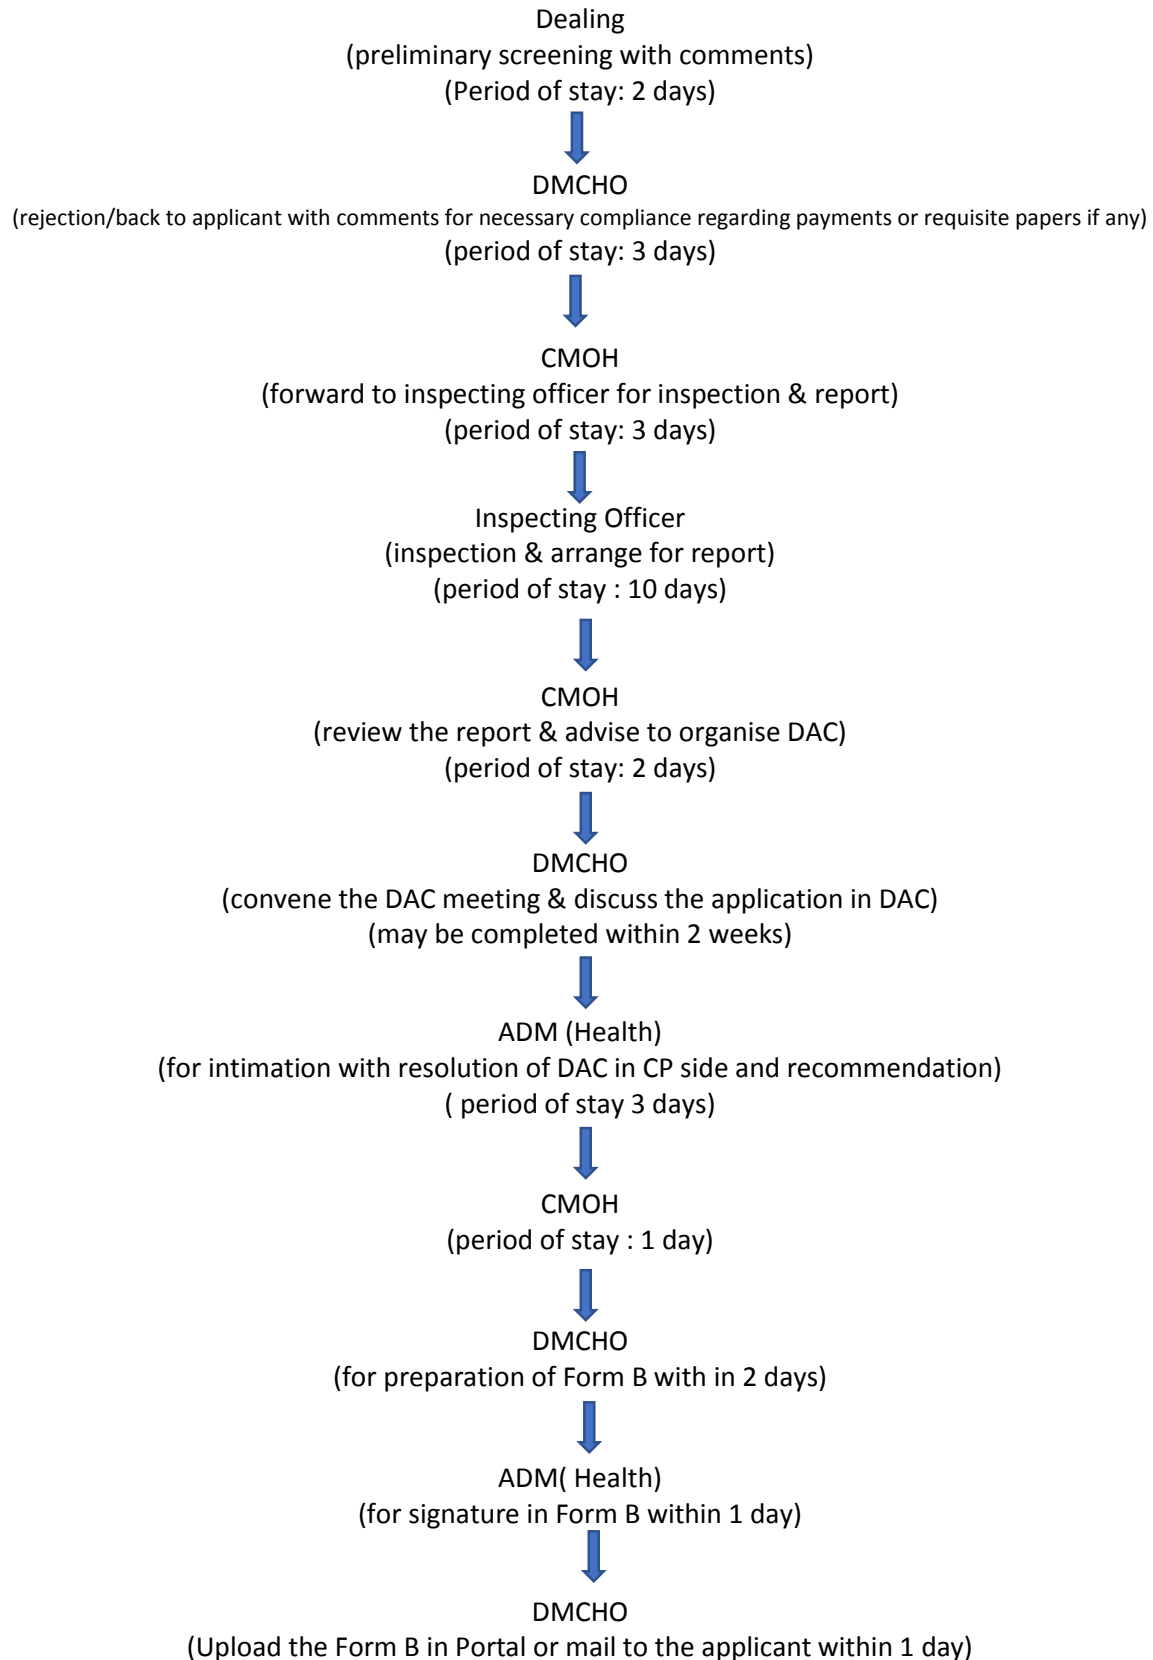 Dealing
(preliminary screening with comments)
(Period of stay: 2 days)
DMCHO
(rejection/back to applicant with comments for necessary compliance regarding payments or requisite papers if any)
(period of stay: 3 days)
CMOH
(forward to inspecting officer for inspection & report)
(period of stay: 3 days)
Inspecting Officer
(inspection & arrange for report)
(period of stay : 10 days)
CMOH
(review the report & advise to organise DAC)
(period of stay: 2 days)
DMCHO
(convene the DAC meeting & discuss the application in DAC)
(may be completed within 2 weeks)
ADM (Health)
(for intimation with resolution of DAC in CP side and recommendation)
( period of stay 3 days)
CMOH
(period of stay : 1 day)
DMCHO
(for preparation of Form B with in 2 days)
ADM( Health)
(for signature in Form B within 1 day)
DMCHO
(Upload the Form B in Portal or mail to the applicant within 1 day)